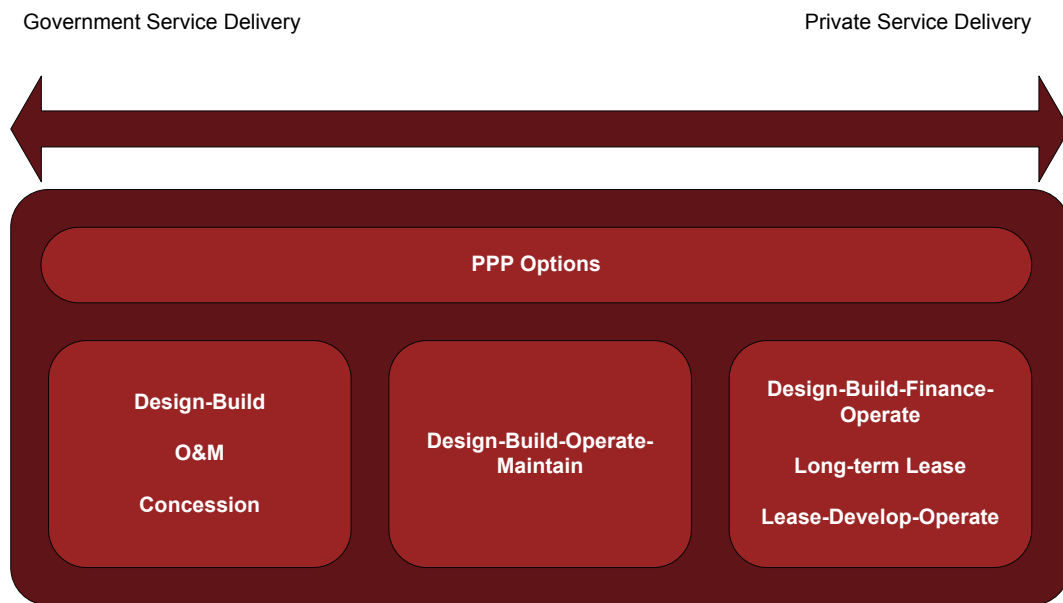 Government Service Delivery
Private Service Delivery
PPP Options
Design-Build
O&M
Concession
Design-Build-Operate-
Maintain
Design-Build-Finance-
Operate
Long-term Lease
Lease-Develop-Operate